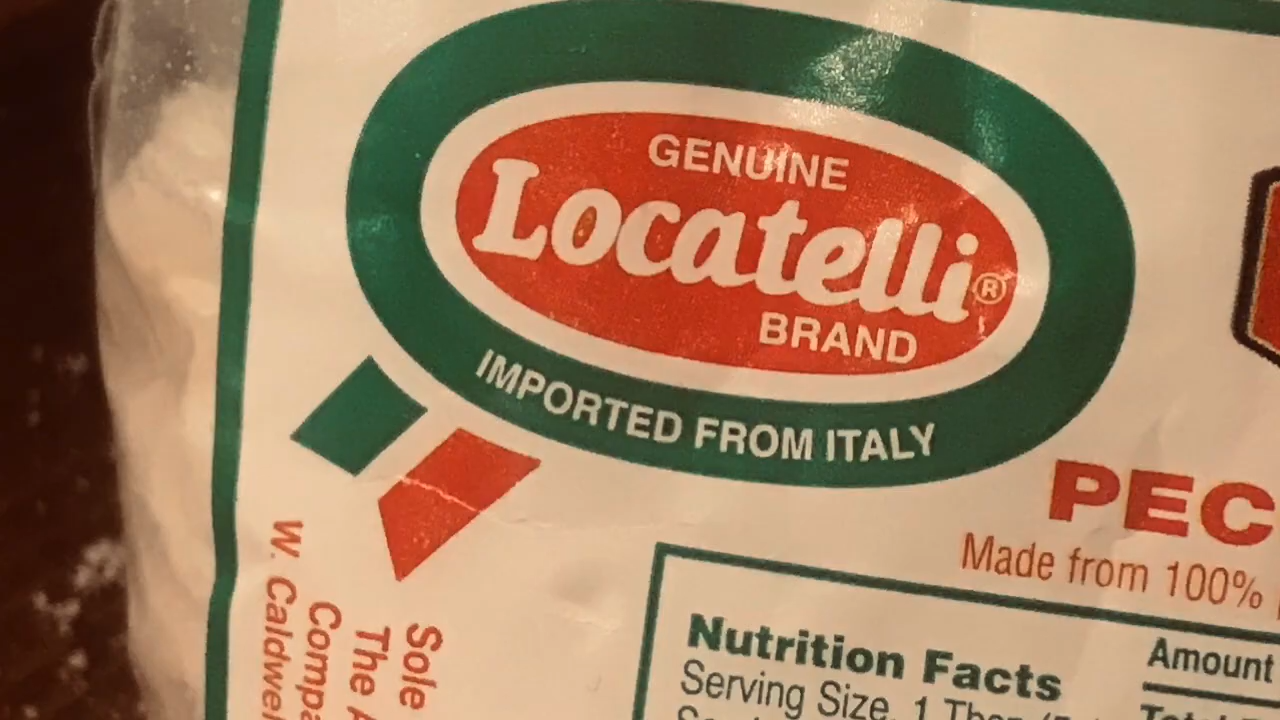 GENUINE
Locatelli®
BRAND
IMPORTED FROM ITALY
PEC
Made from 100%
Nutrition Facts
Serving Size. 1 Tbsp
Amount
Sole
The A
Compa
W. Caldwel